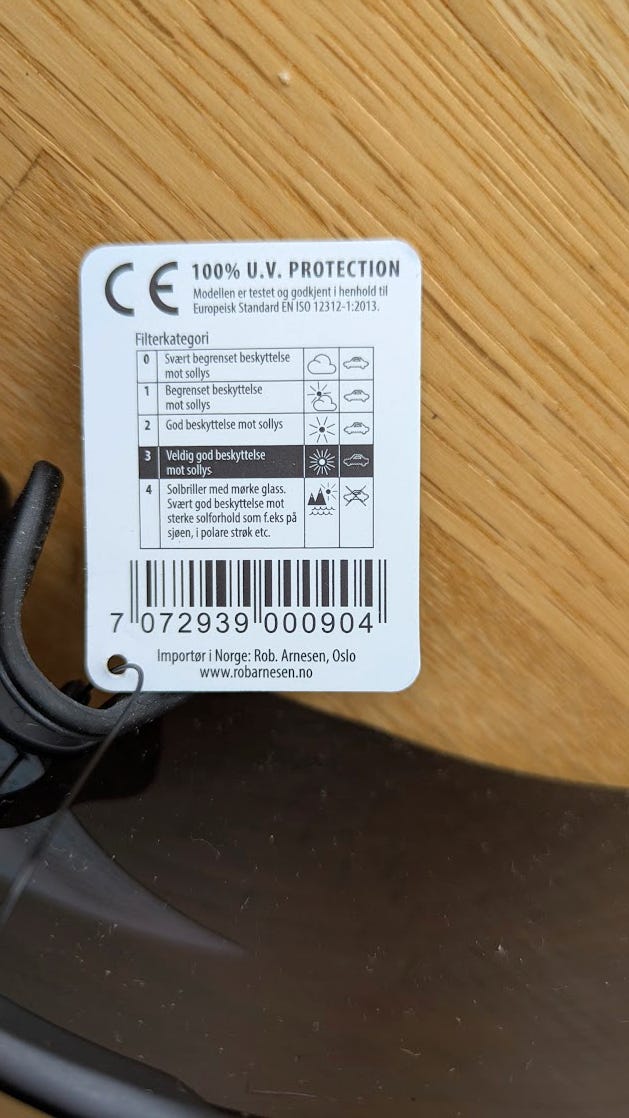 CE 100% U.V. PROTECTION
Modellen er testet og godkjent i henhold til
Europeisk Standard EN ISO 12312-1:2013.
Filterkategori
0 Svært begrenset beskyttelse
mot sollys
1 Begrenset beskyttelse
mot sollys
2 God beskyttelse mot sollys
3 Veldig god beskyttelse
mot sollys
4 Solbriller med mørke glass.
Svært god beskyttelse mot
sterke solforhold som f.eks på
sjøen, i polare strøk etc.
7 072939 000904
Importør i Norge: Rob. Arnesen, Oslo
www.robarnesen.no